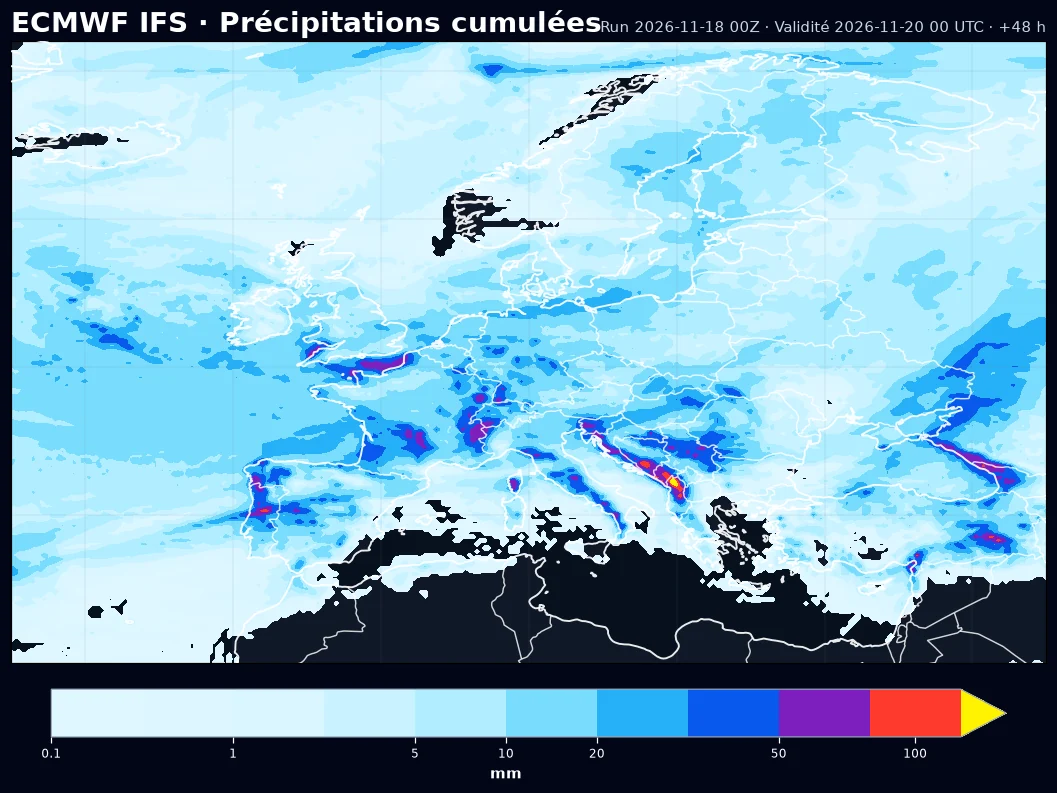 ECMWF IFS · Précipitations cumulées
Run 2026-11-18 00Z · Validité 2026-11-20 00 UTC · +48 h
0.1 1 5 10 20 50 100
mm